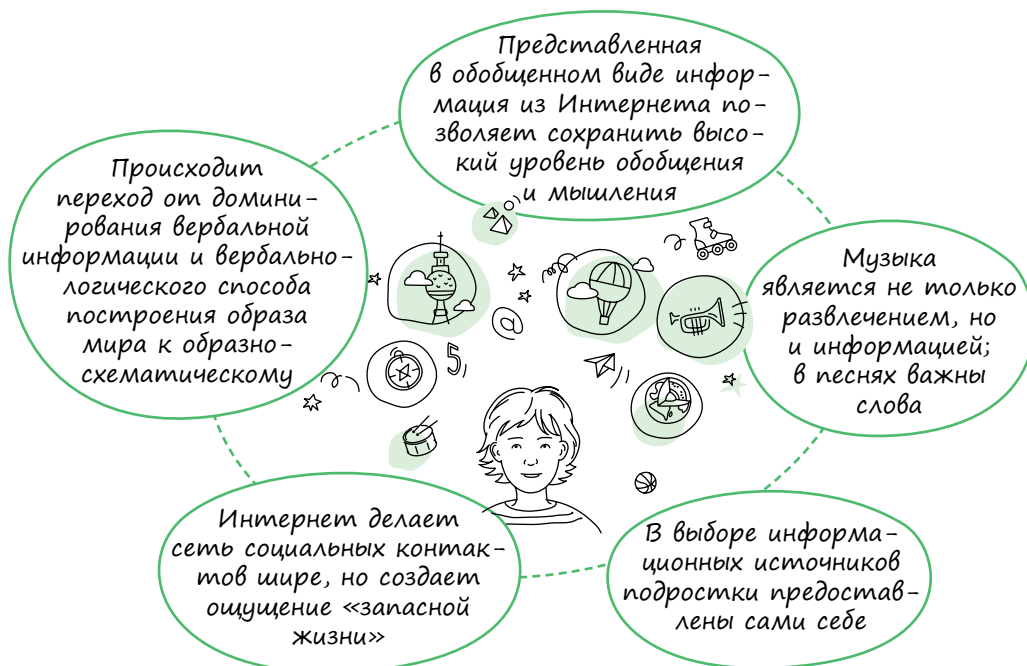 Представленная
в обобщенном виде инфор-
мация из Интернета по-
зволяет сохранить высо-
кий уровень обобщения
и мышления
Происходит
переход от домини-
рования вербальной
информации и вербально-
логического способа
построения образа
мира к образно-
схематическому
Музыка
является не только
развлечением, но
и информацией;
в песнях важны
слова
@
5
Интернет делает
сеть социальных контак-
тов шире, но создает
ощущение «запасной
жизни»
В выборе информа-
ционных источников
подростки предостав-
лены сами себе